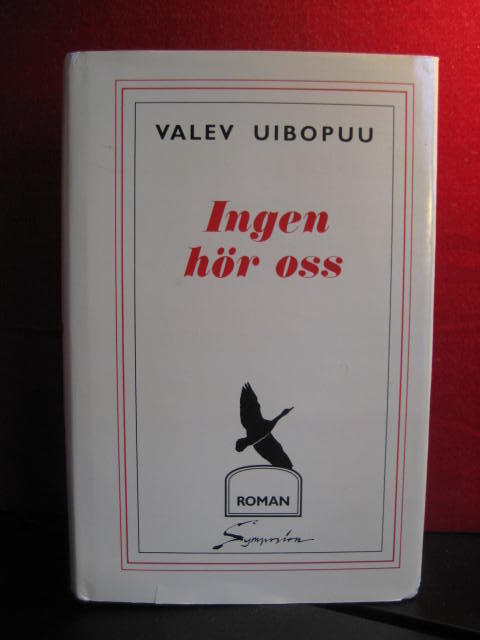 VALEV UIBOPUU
Ingen
hör oss
ROMAN
Symposion